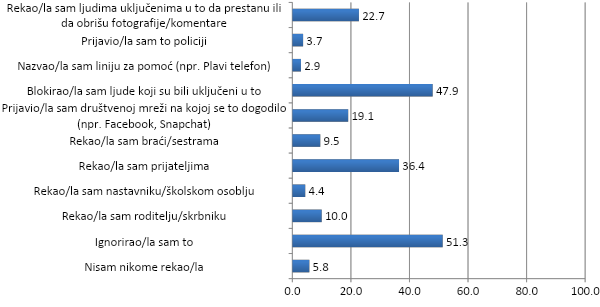 Rekao/la sam ljudima uključenima u to da prestanu ili
da obrišu fotografije/komentare
22.7
Prijavio/la sam to policiji
3.7
Nazvao/la sam liniju za pomoć (npr. Plavi telefon)
2.9
Blokirao/la sam ljude koji su bili uključeni u to
47.9
Prijavio/la sam društvenoj mreži na kojoj se to dogodilo
(npr. Facebook, Snapchat)
19.1
Rekao/la sam braći/sestrama
9.5
Rekao/la sam prijateljima
36.4
Rekao/la sam nastavniku/školskom osoblju
4.4
Rekao/la sam roditelju/skrbniku
10.0
Ignorirao/la sam to
51.3
Nisam nikome rekao/la
5.8
0.0 20.0 40.0 60.0 80.0 100.0